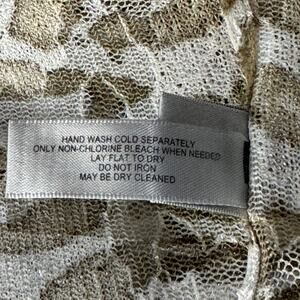 HAND WASH COLD SEPARATELY
ONLY NON-CHLORINE BLEACH WHEN NEEDED
LAY FLAT TO DRY
DO NOT IRON
MAY BE DRY CLEANED